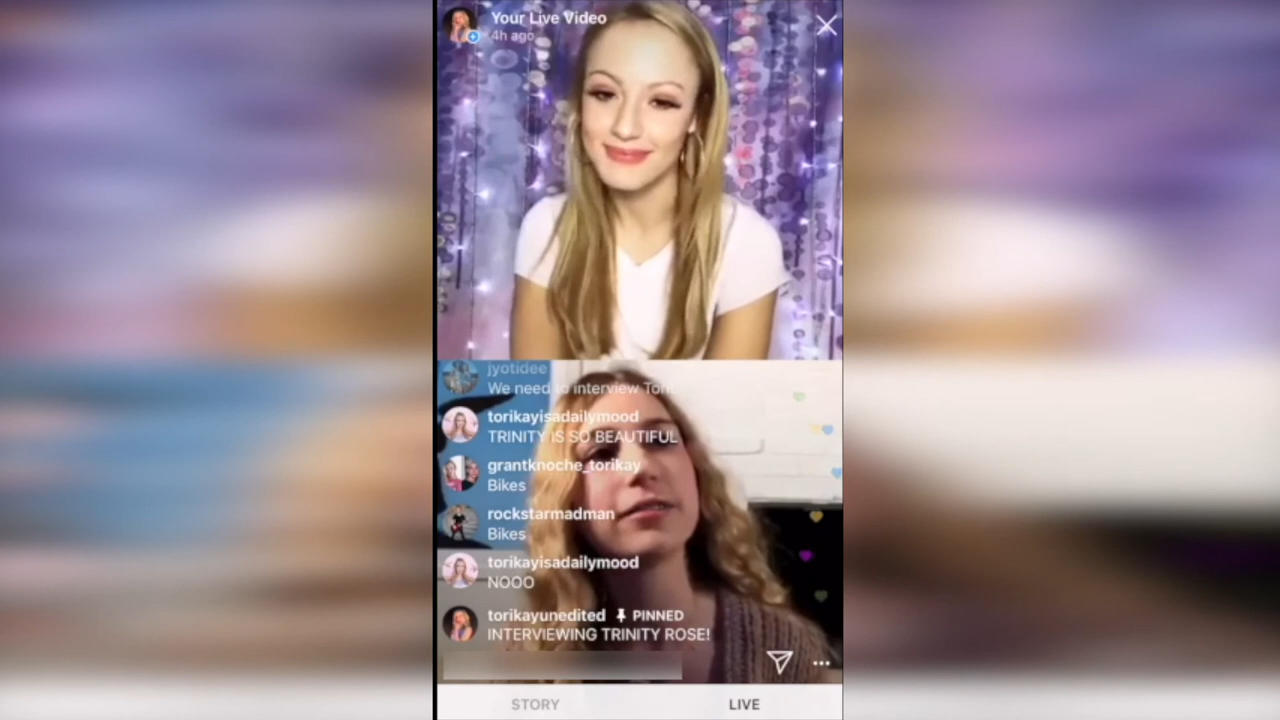 Your Live Video
4h ago
jyotidee
We need to interview Tori
torikayisadailymood
TRINITY IS SO BEAUTIFUL
grantknoche_torikay
Bikes
rockstarmadman
Bikes
torikayisadailymood
NOOO
torikayunedited PINNED
INTERVIEWING TRINITY ROSE!
STORY LIVE